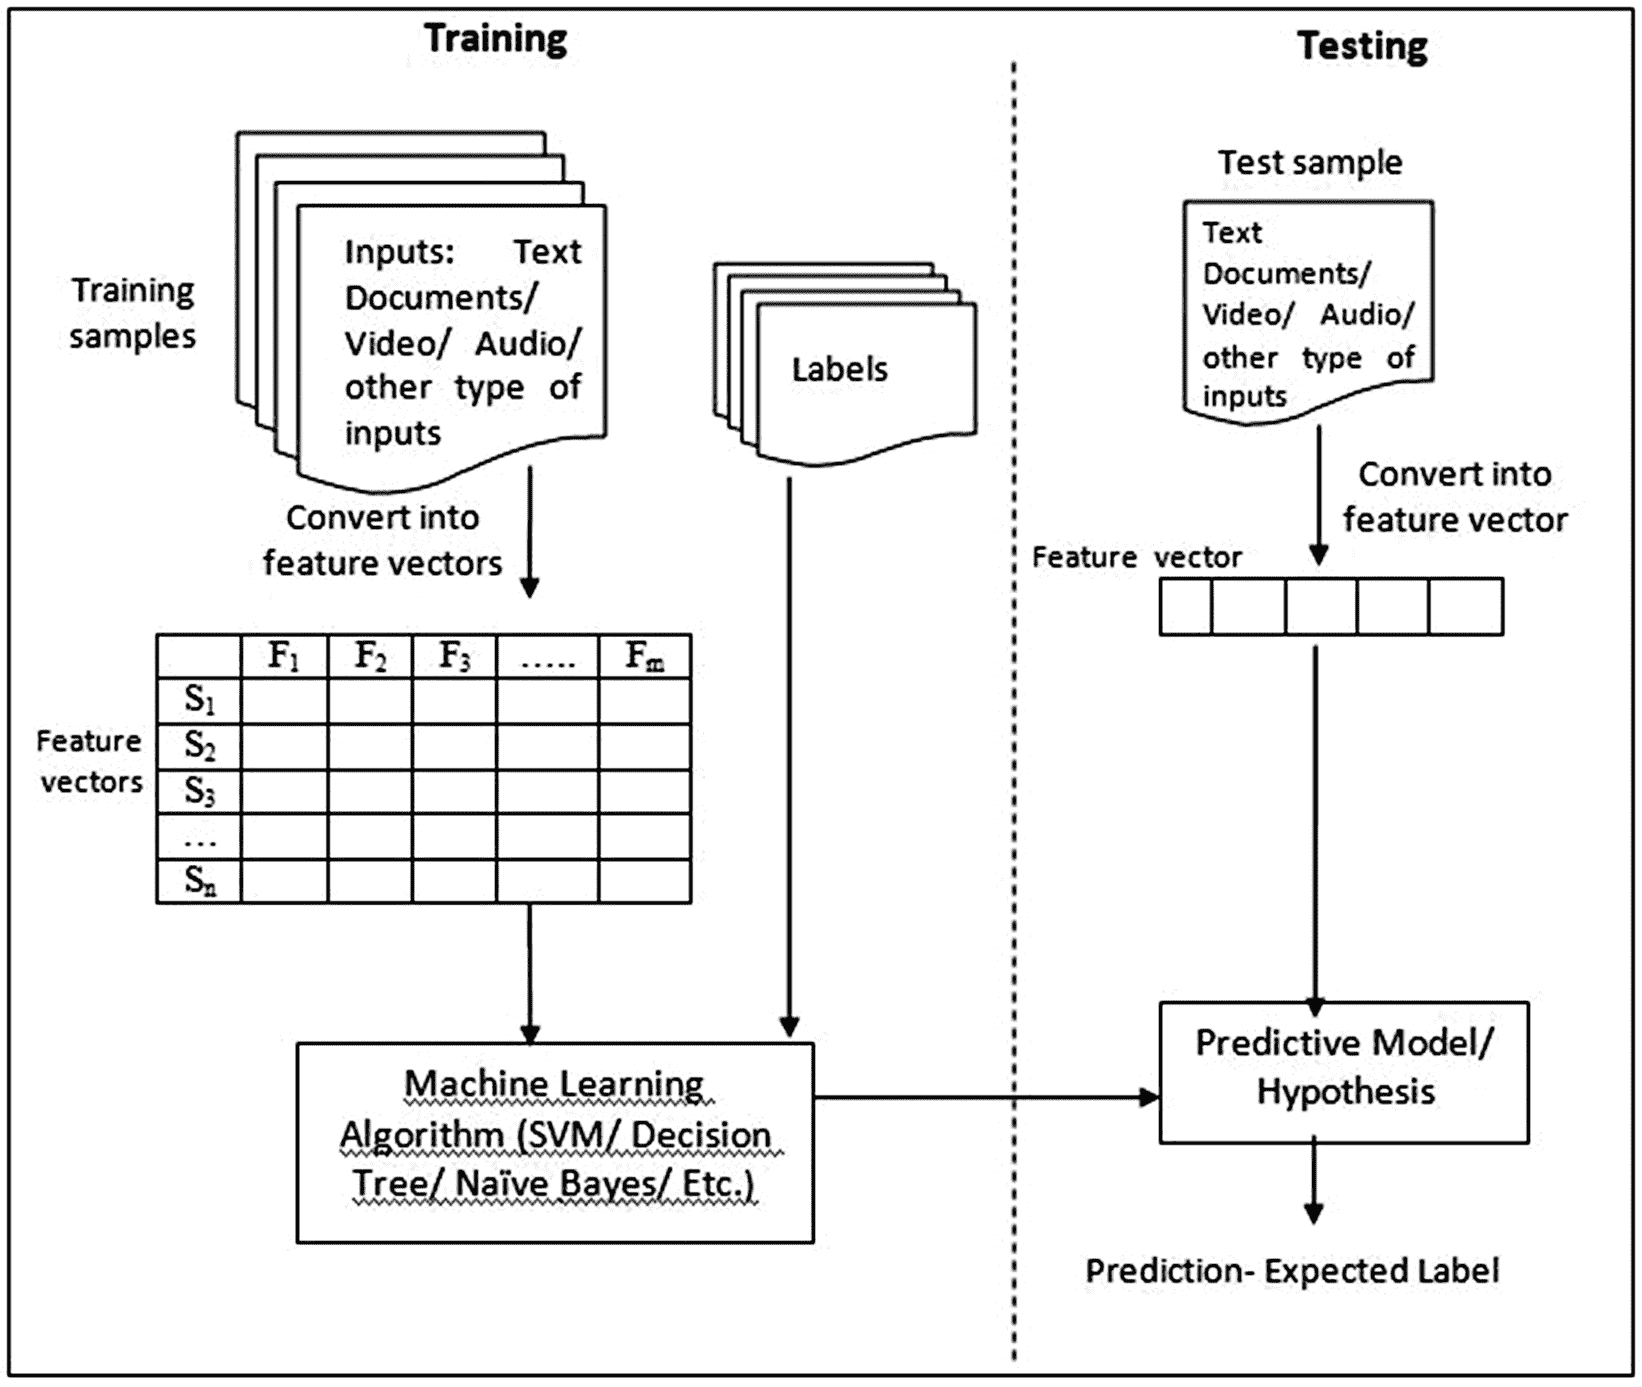 Training
Training
samples
Inputs: Text
Documents/
Video/ Audio/
other type of
inputs
Labels
Convert into
feature vectors
Feature
vectors
F1 F2 F3 ..... Fm
S1
S2
S3
...
Sn
Machine Learning
Algorithm (SVM/ Decision
Tree/ Naïve Bayes/ Etc.)
Testing
Test sample
Text
Documents/
Video/ Audio/
other type of
inputs
Convert into
feature vector
Feature vector
Predictive Model/
Hypothesis
Prediction- Expected Label